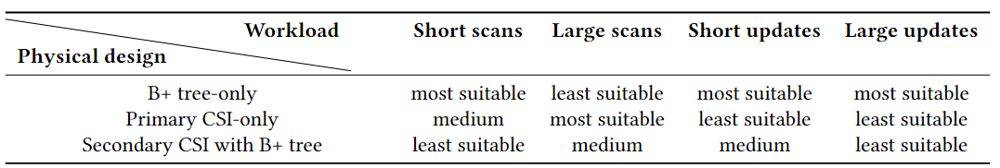 Workload Short scans Large scans Short updates Large updates
Physical design
B+ tree-only most suitable least suitable most suitable most suitable
Primary CSI-only medium most suitable least suitable least suitable
Secondary CSI with B+ tree least suitable medium medium least suitable